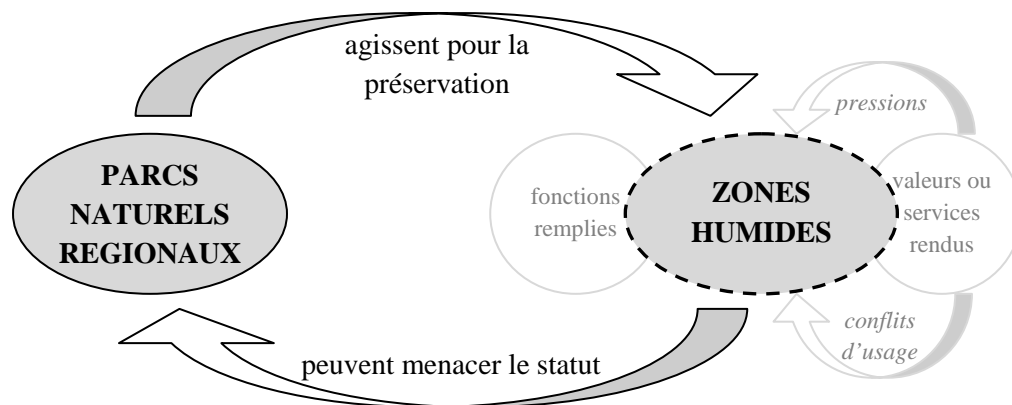 agissent pour la
préservation
pressions
PARCS
NATURELS
REGIONAUX
fonctions
remplies
ZONES
HUMIDES
valeurs ou
services
rendus
conflits
d'usage
peuvent menacer le statut